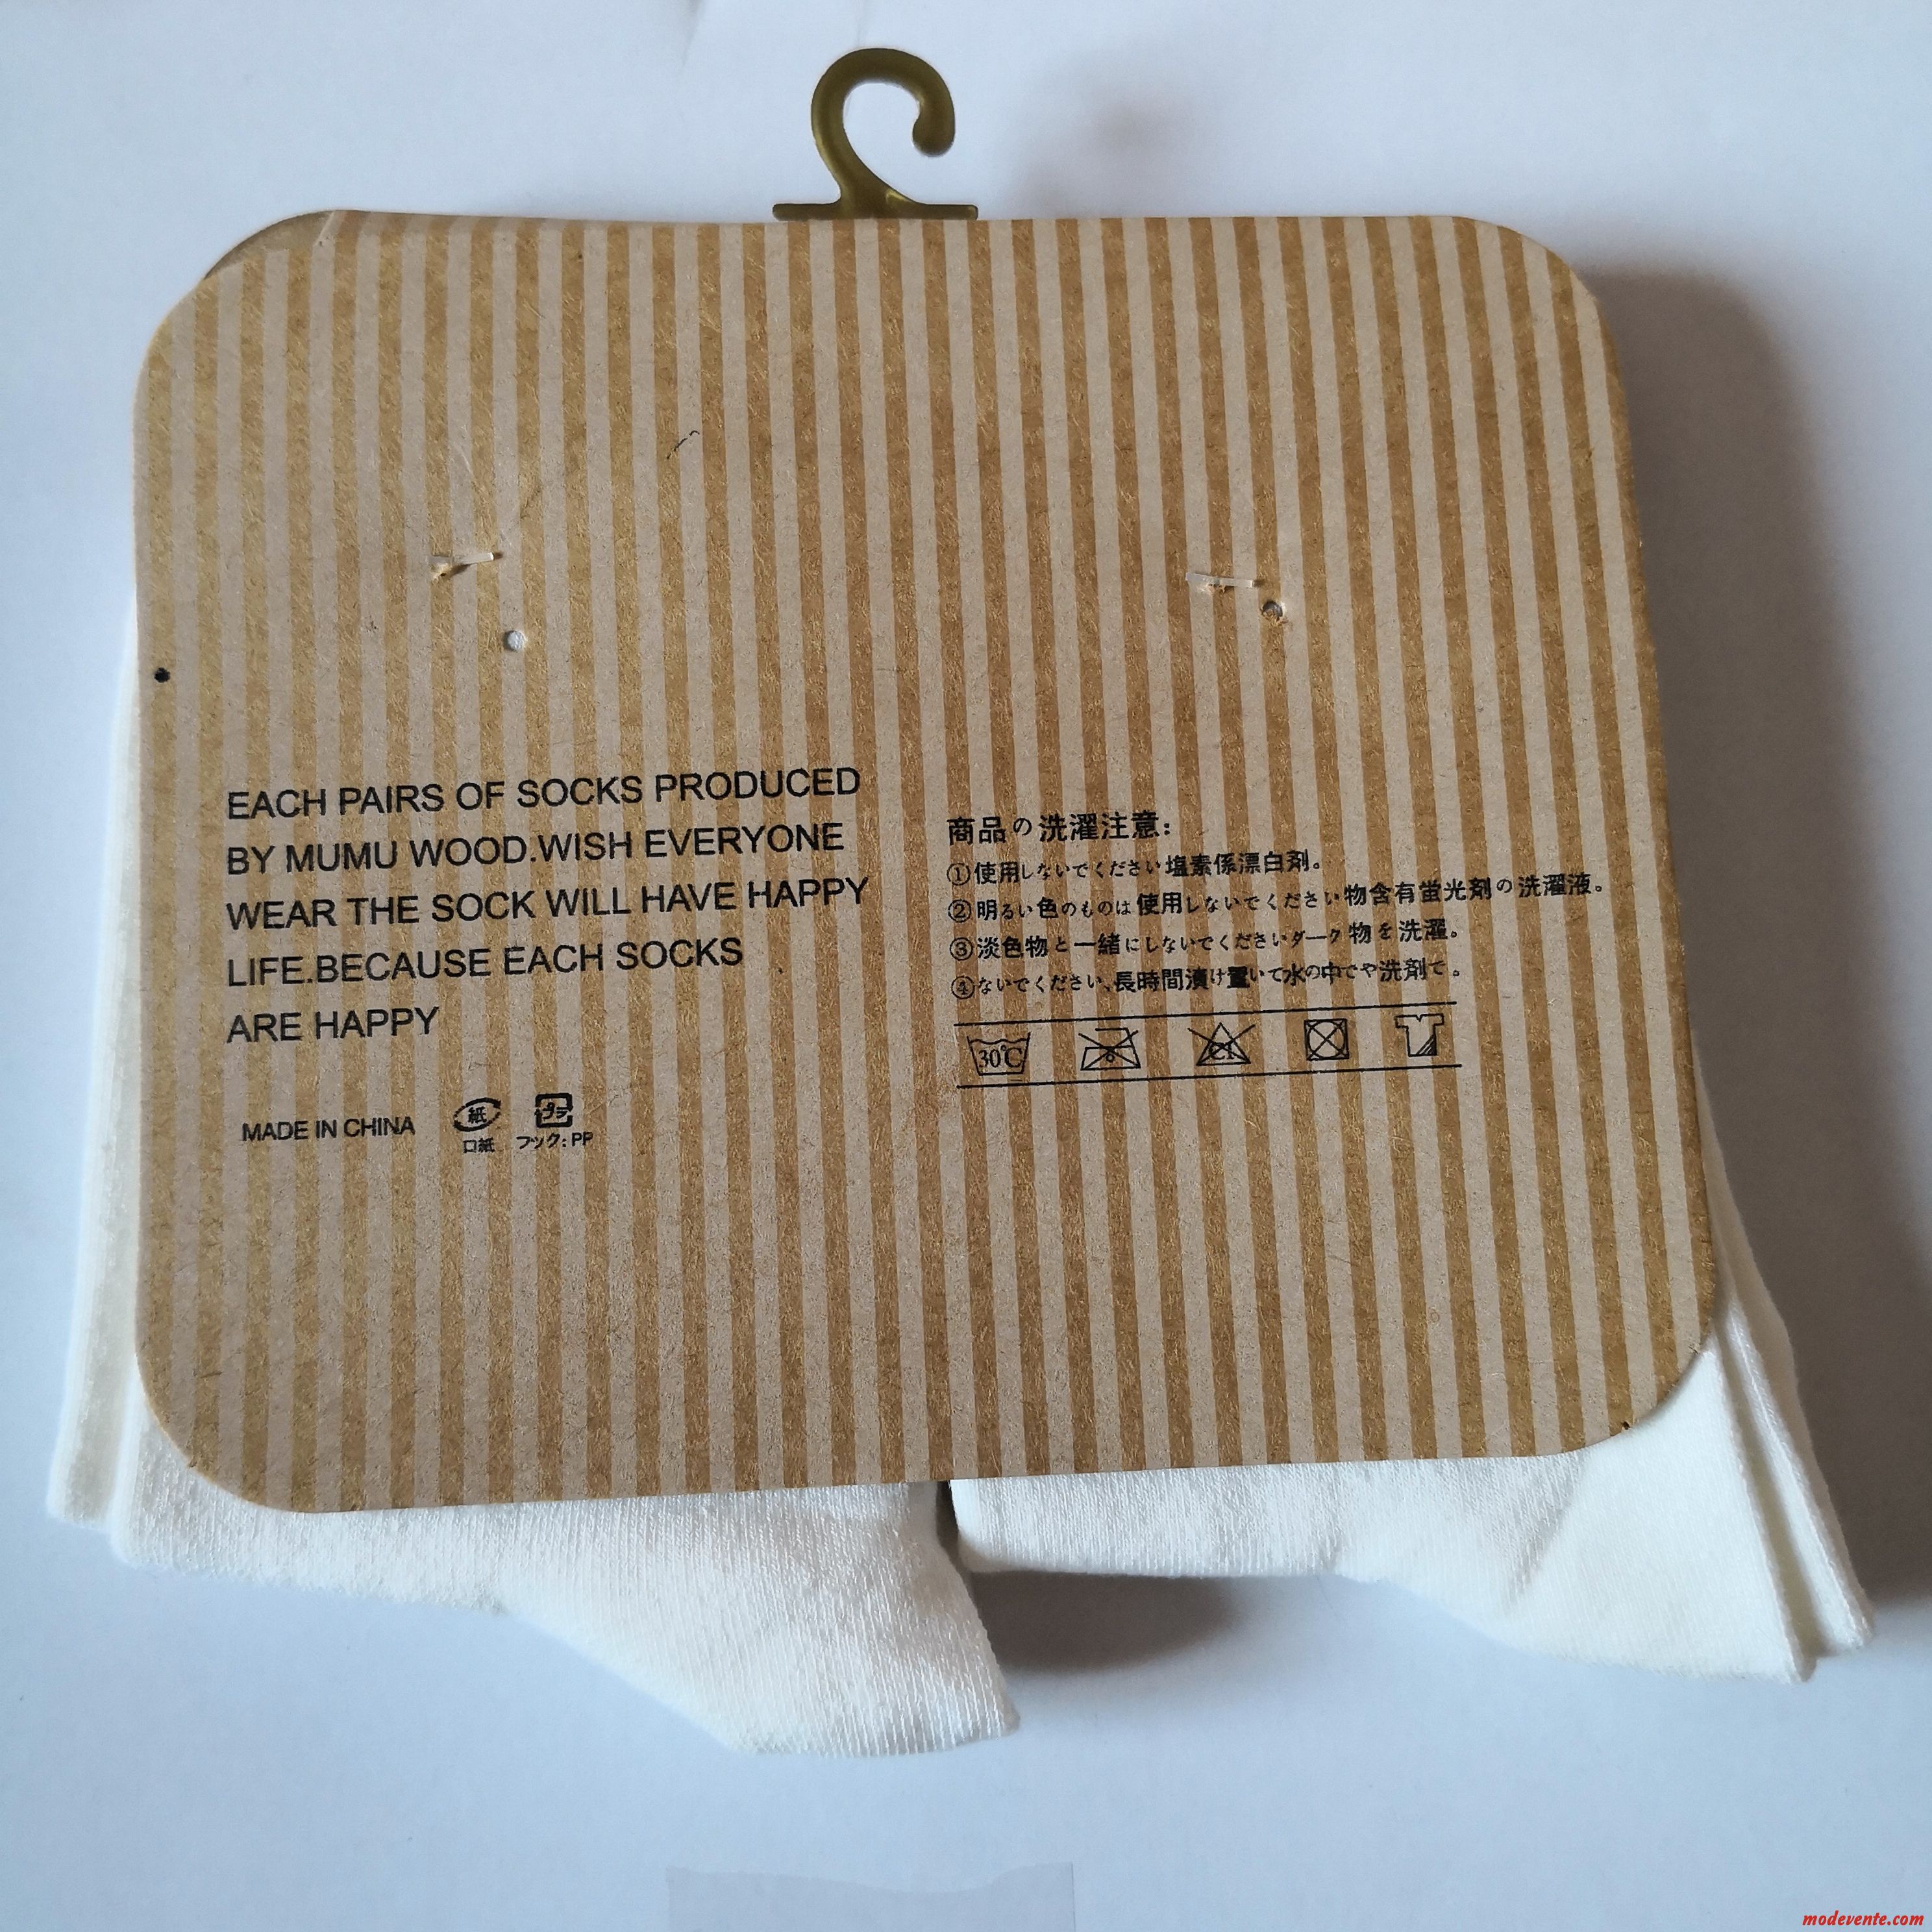 EACH PAIRS OF SOCKS PRODUCED
BY MUMU WOOD.WISH EVERYONE
WEAR THE SOCK WILL HAVE HAPPY
LIFE.BECAUSE EACH SOCKS
ARE HAPPY
MADE IN CHINA
紙
口紙
プラ
フック:PP
商品の洗濯注意:
①使用しないでください塩素係漂白剤。
②明るい色のものは使用しないでください物含有蛍光剤の洗濯液。
③淡色物と一緒にしないでくださいダーク物を洗濯。
④ないでください、長時間漬け置いて水の中でや洗剤で。
30℃
Cl
modevente.com